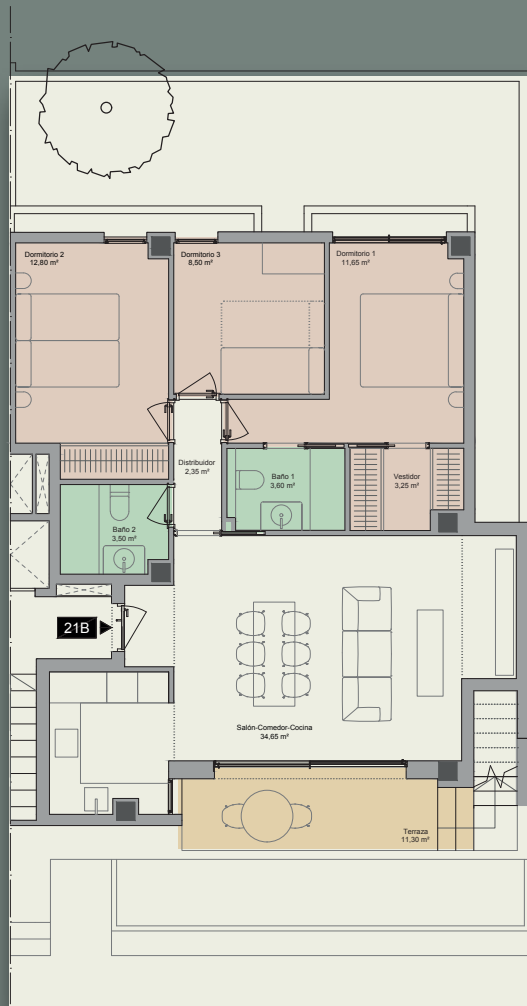 Dormitorio 2
12,80 m²
Dormitorio 3
8,50 m²
Dormitorio 1
11,65 m²
Distribuidor
2,35 m²
Baño 1
3,60 m²
Vestidor
3,25 m²
Baño 2
3,50 m²
21B
Salón-Comedor-Cocina
34,65 m²
Terraza
11,30 m²